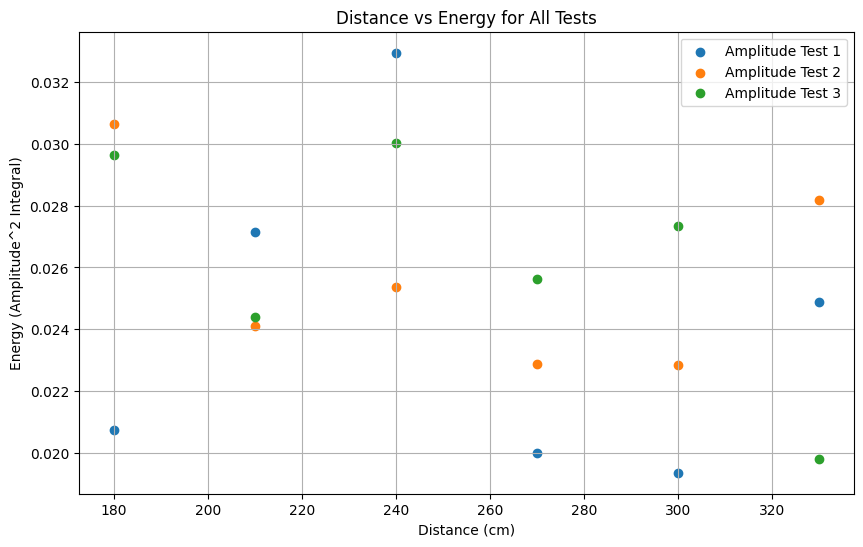 Distance vs Energy for All Tests
Amplitude Test 1
Amplitude Test 2
Amplitude Test 3
Energy (Amplitude^2 Integral)
0.032
0.030
0.028
0.026
0.024
0.022
0.020
180 200 220 240 260 280 300 320
Distance (cm)